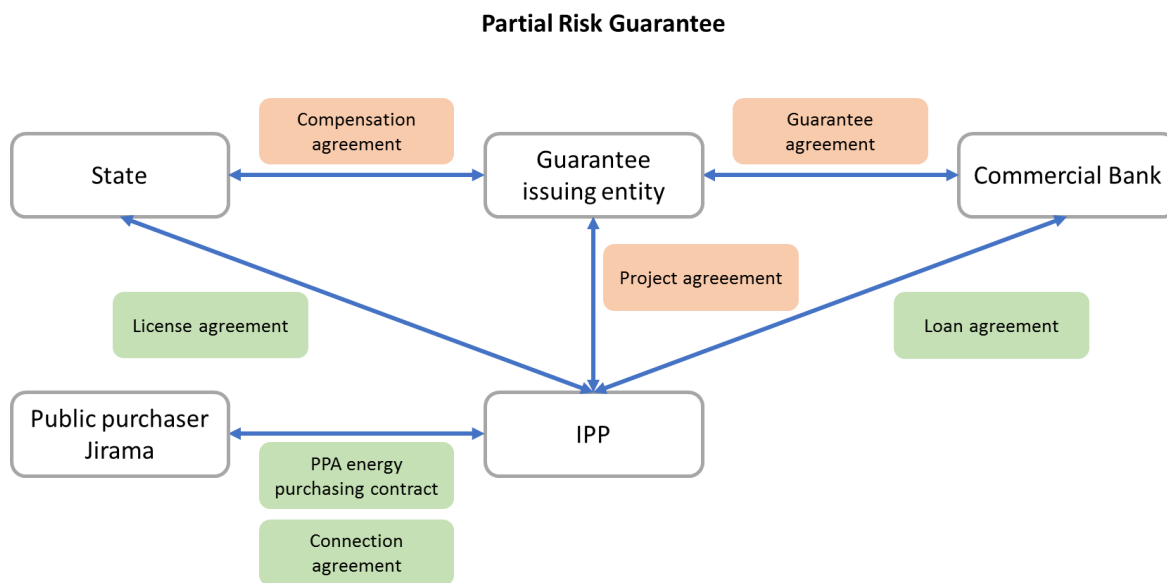 Partial Risk Guarantee
Compensation
agreement
Guarantee
agreement
State
Guarantee
issuing entity
Commercial Bank
Project agreeement
License agreement
Loan agreement
Public purchaser
Jirama
IPP
PPA energy
purchasing contract
Connection
agreement